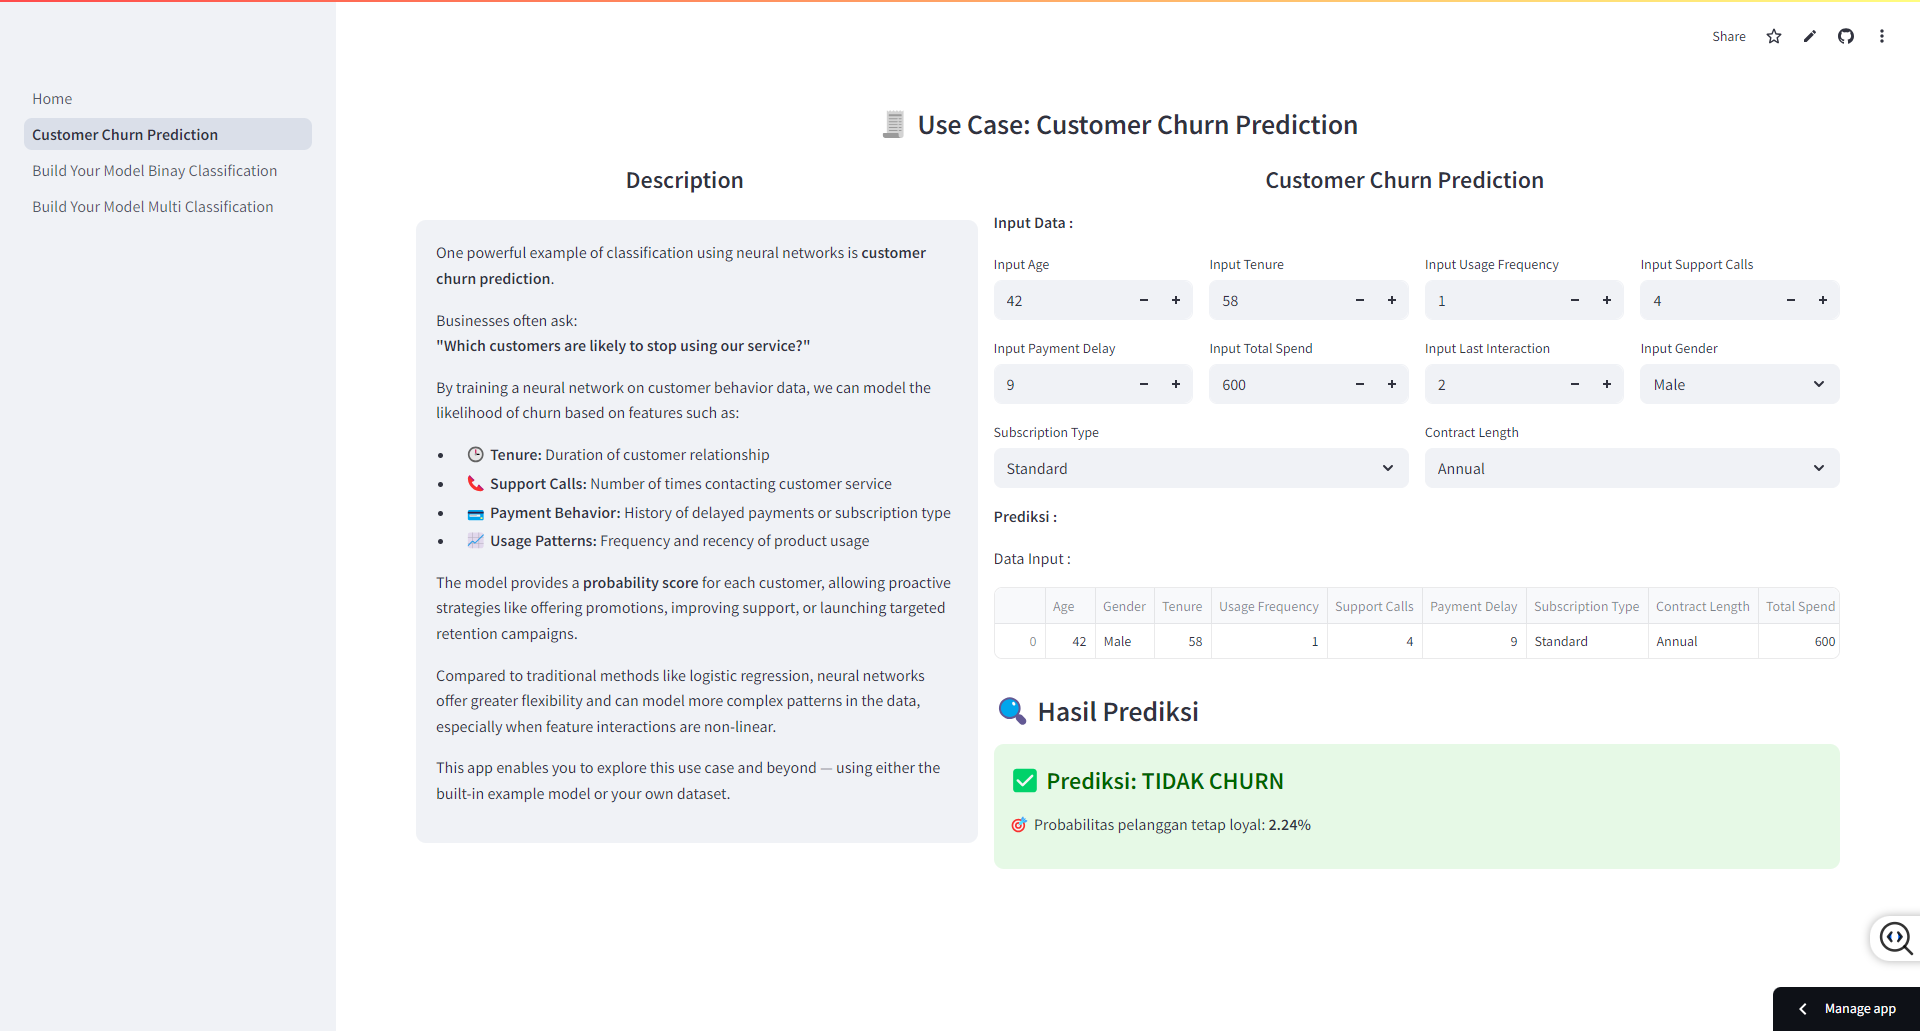 Share
Home
Customer Churn Prediction
Build Your Model Binay Classification
Build Your Model Multi Classification
Use Case: Customer Churn Prediction
Description
One powerful example of classification using neural networks is customer
churn prediction.
Businesses often ask:
"Which customers are likely to stop using our service?"
By training a neural network on customer behavior data, we can model the
likelihood of churn based on features such as:
• Tenure: Duration of customer relationship
• Support Calls: Number of times contacting customer service
• Payment Behavior: History of delayed payments or subscription type
• Usage Patterns: Frequency and recency of product usage
The model provides a probability score for each customer, allowing proactive
strategies like offering promotions, improving support, or launching targeted
retention campaigns.
Compared to traditional methods like logistic regression, neural networks
offer greater flexibility and can model more complex patterns in the data,
especially when feature interactions are non-linear.
This app enables you to explore this use case and beyond — using either the
built-in example model or your own dataset.
Customer Churn Prediction
Input Data :
Input Age Input Tenure Input Usage Frequency Input Support Calls
42 58 1 4
Input Payment Delay Input Total Spend Input Last Interaction Input Gender
9 600 2 Male
Subscription Type Contract Length
Standard Annual
Prediksi :
Data Input :
Age Gender Tenure Usage Frequency Support Calls Payment Delay Subscription Type Contract Length Total Spend
0 42 Male 58 1 4 9 Standard Annual 600
Hasil Prediksi
Prediksi: TIDAK CHURN
Probabilitas pelanggan tetap loyal: 2.24%
Manage app